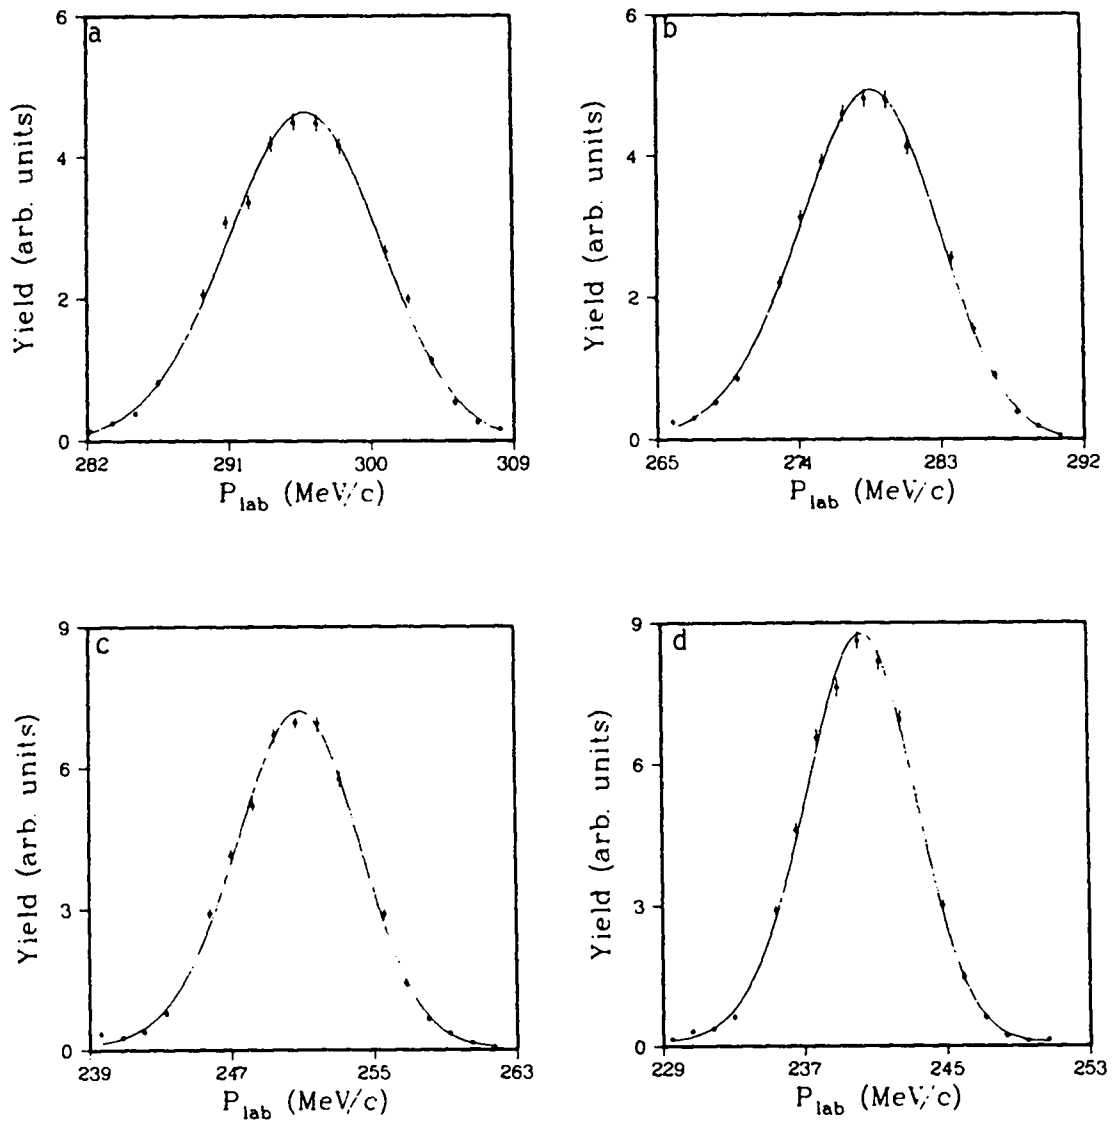 a
6
4
2
0
Yield (arb. units)
282 291 300 309
P_lab (MeV/c)
b
6
4
2
0
Yield (arb. units)
265 274 283 292
P_lab (MeV/c)
c
9
6
3
0
Yield (arb. units)
239 247 255 263
P_lab (MeV/c)
d
9
6
3
0
Yield (arb. units)
229 237 245 253
P_lab (MeV/c)